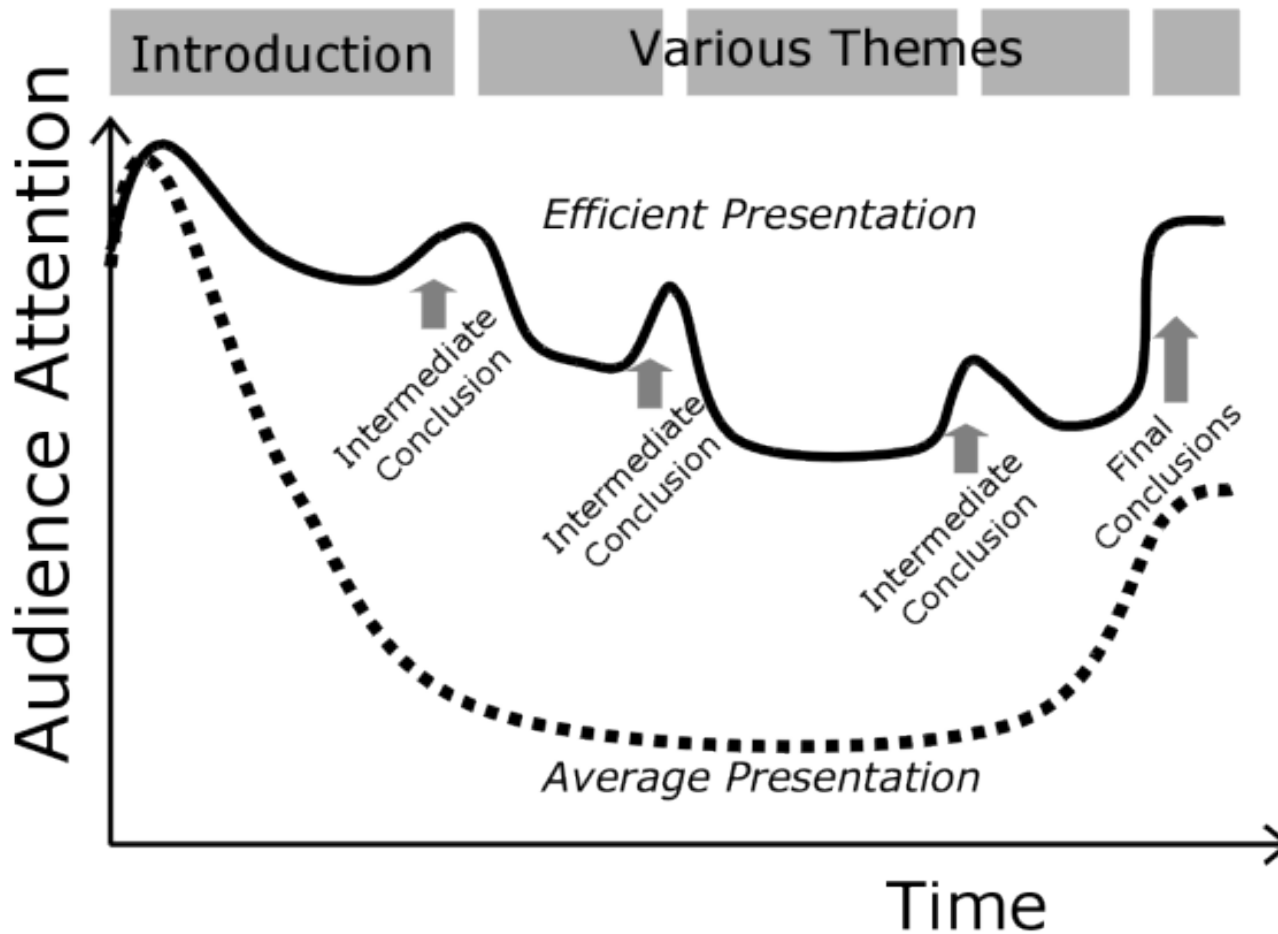 Introduction
Various Themes
Audience Attention
Efficient Presentation
Intermediate
Conclusion
Intermediate
Conclusion
Intermediate
Conclusion
Final
Conclusions
Average Presentation
Time